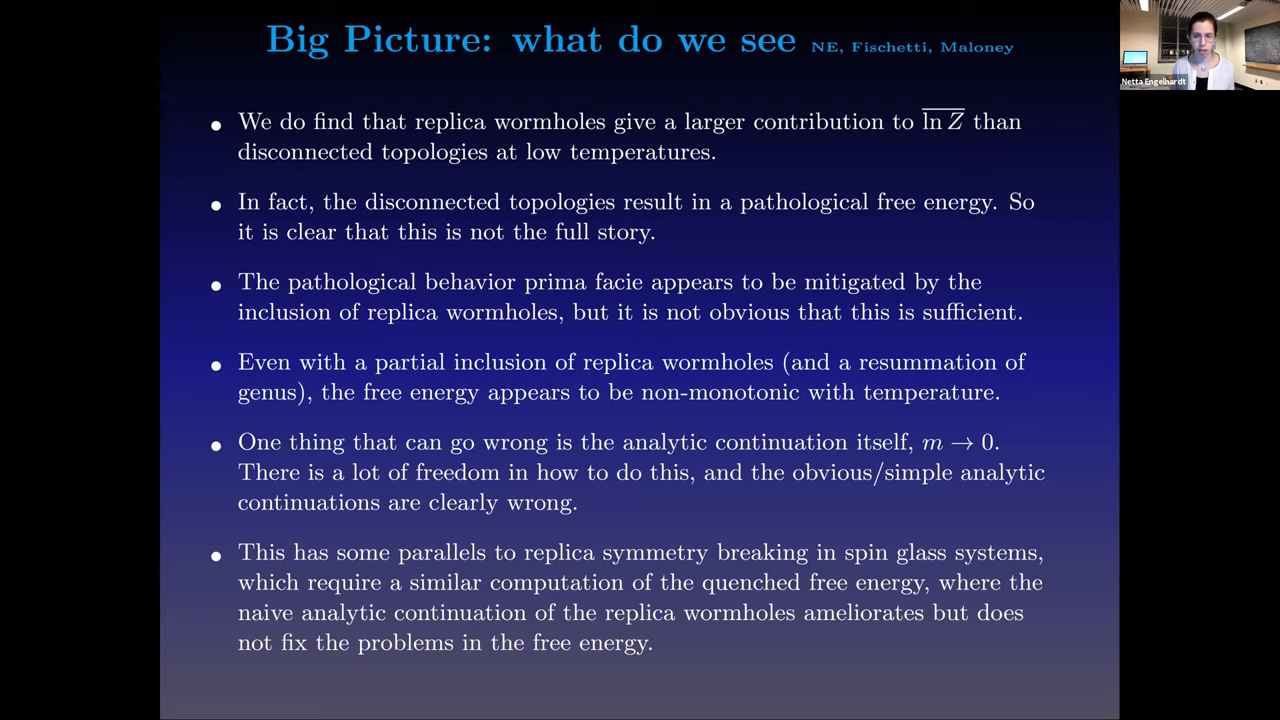 Big Picture: what do we see NE, Fischetti, Maloney
Netta Engelhardt
• We do find that replica wormholes give a larger contribution to \overline{ln Z} than
disconnected topologies at low temperatures.
• In fact, the disconnected topologies result in a pathological free energy. So
it is clear that this is not the full story.
• The pathological behavior prima facie appears to be mitigated by the
inclusion of replica wormholes, but it is not obvious that this is sufficient.
• Even with a partial inclusion of replica wormholes (and a resummation of
genus), the free energy appears to be non-monotonic with temperature.
• One thing that can go wrong is the analytic continuation itself, m → 0.
There is a lot of freedom in how to do this, and the obvious/simple analytic
continuations are clearly wrong.
• This has some parallels to replica symmetry breaking in spin glass systems,
which require a similar computation of the quenched free energy, where the
naive analytic continuation of the replica wormholes ameliorates but does
not fix the problems in the free energy.